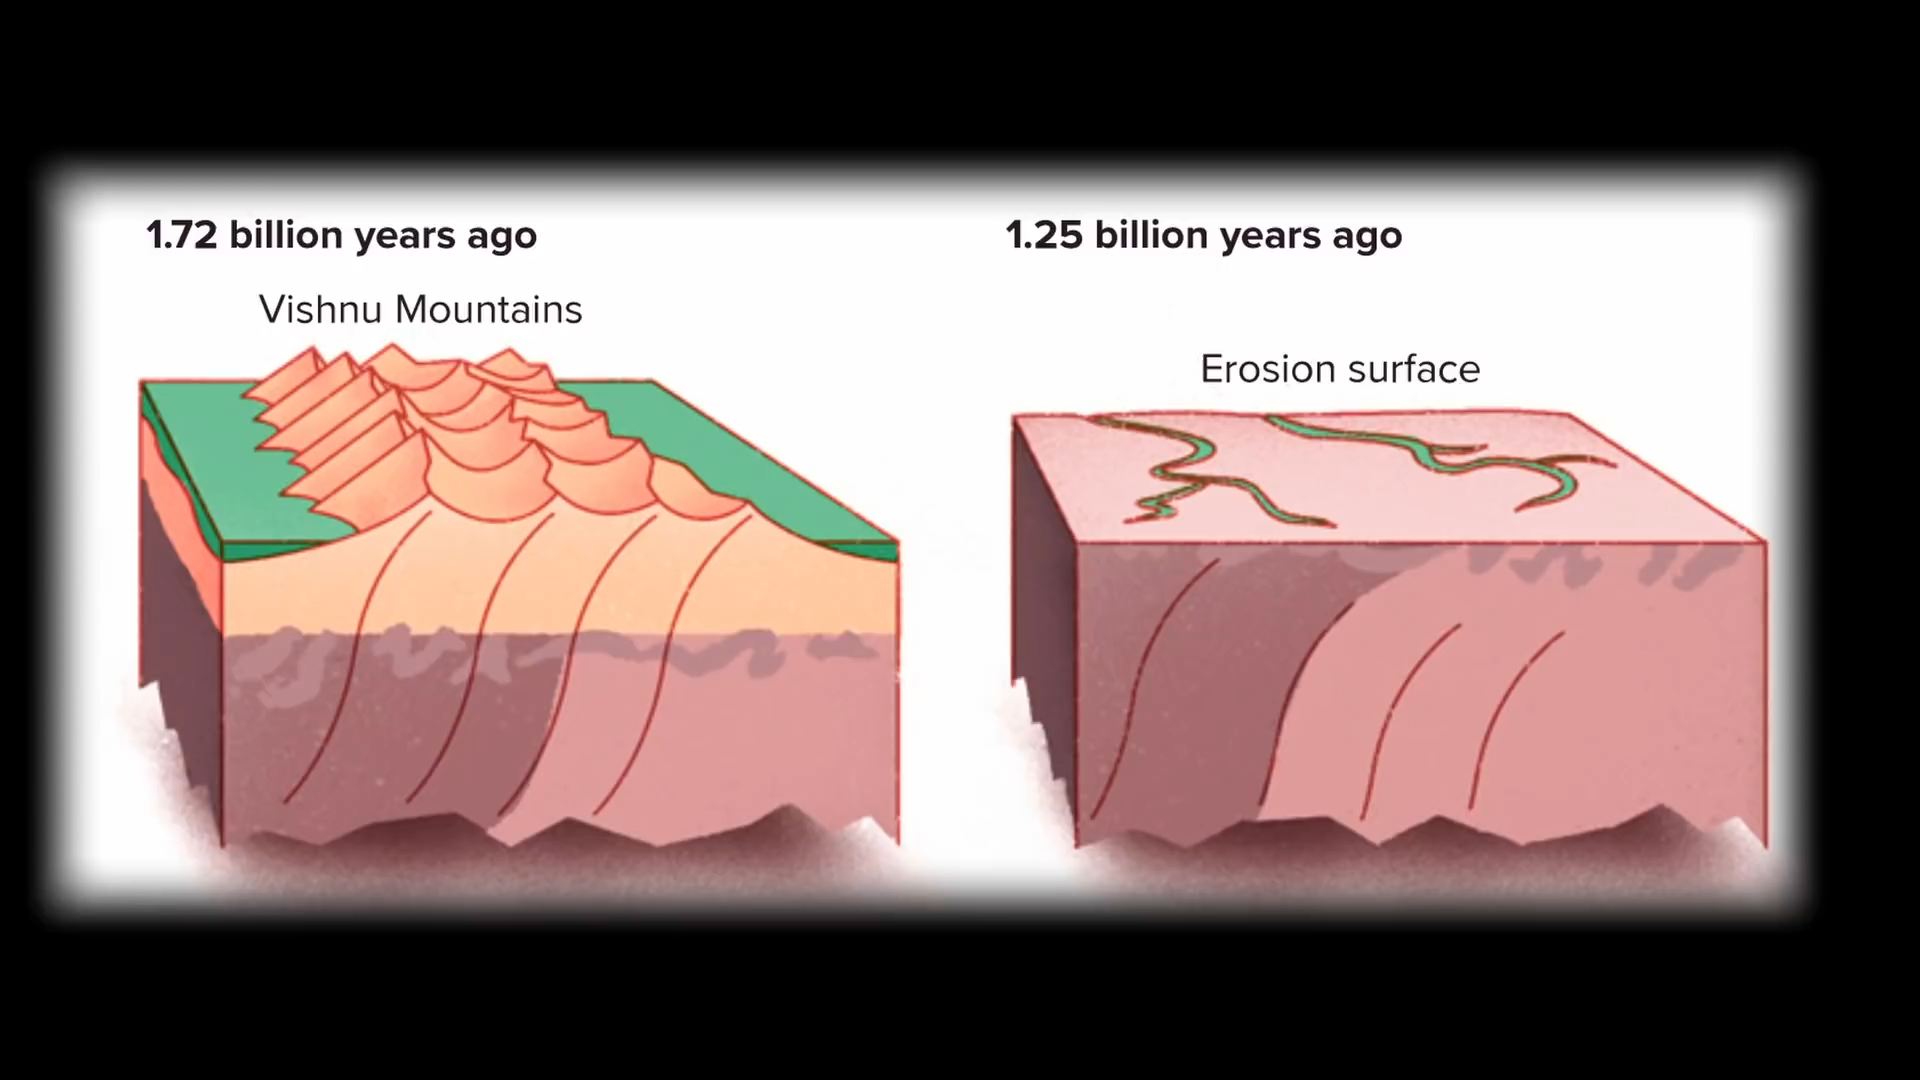 1.72 billion years ago
Vishnu Mountains
1.25 billion years ago
Erosion surface